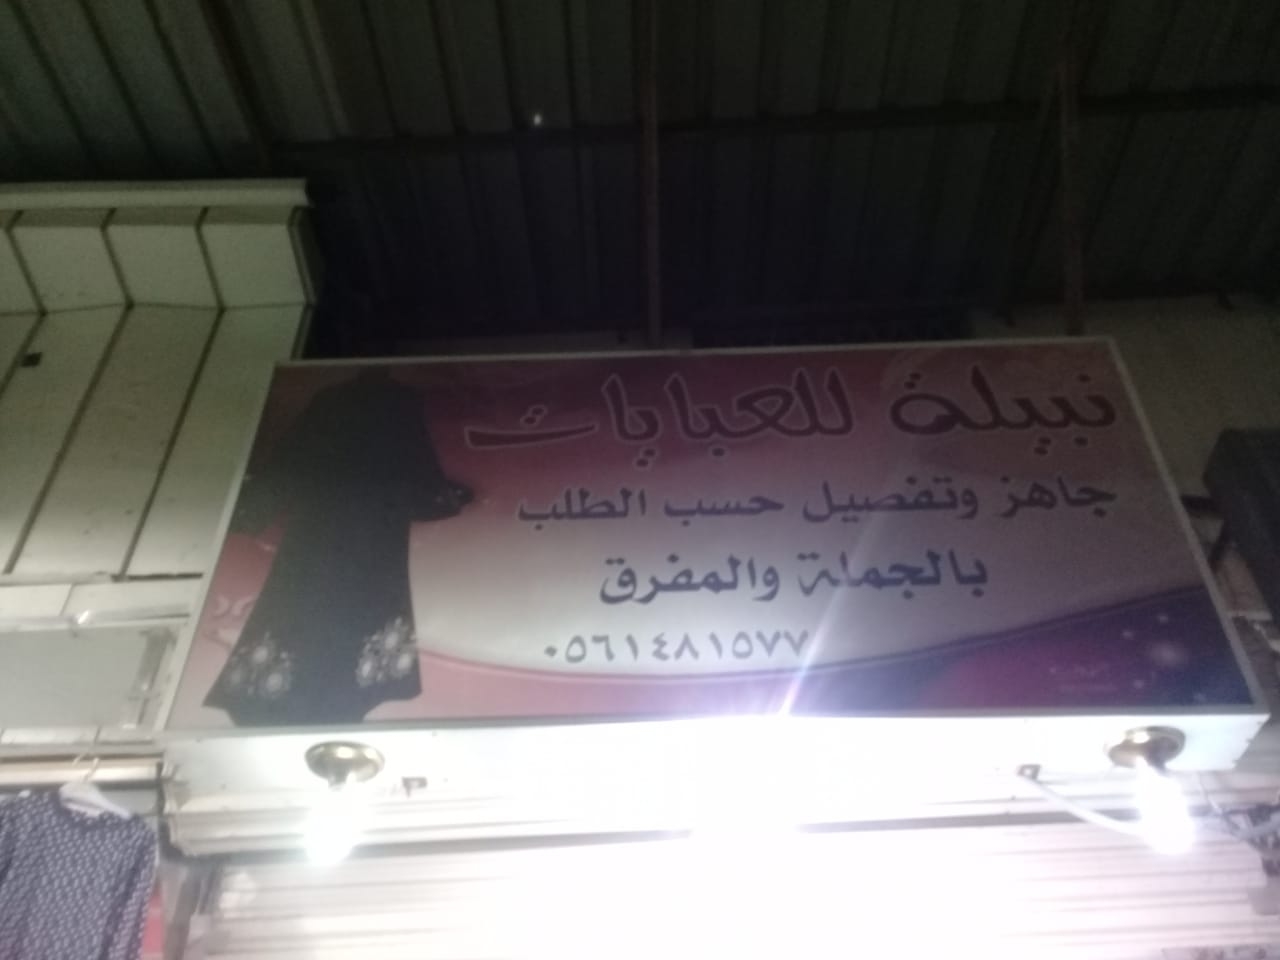 نبيلة للعبايات
جاهز وتفصيل حسب الطلب
بالجملة والمفرق
٠٥٦١٤٨١٥٧٧